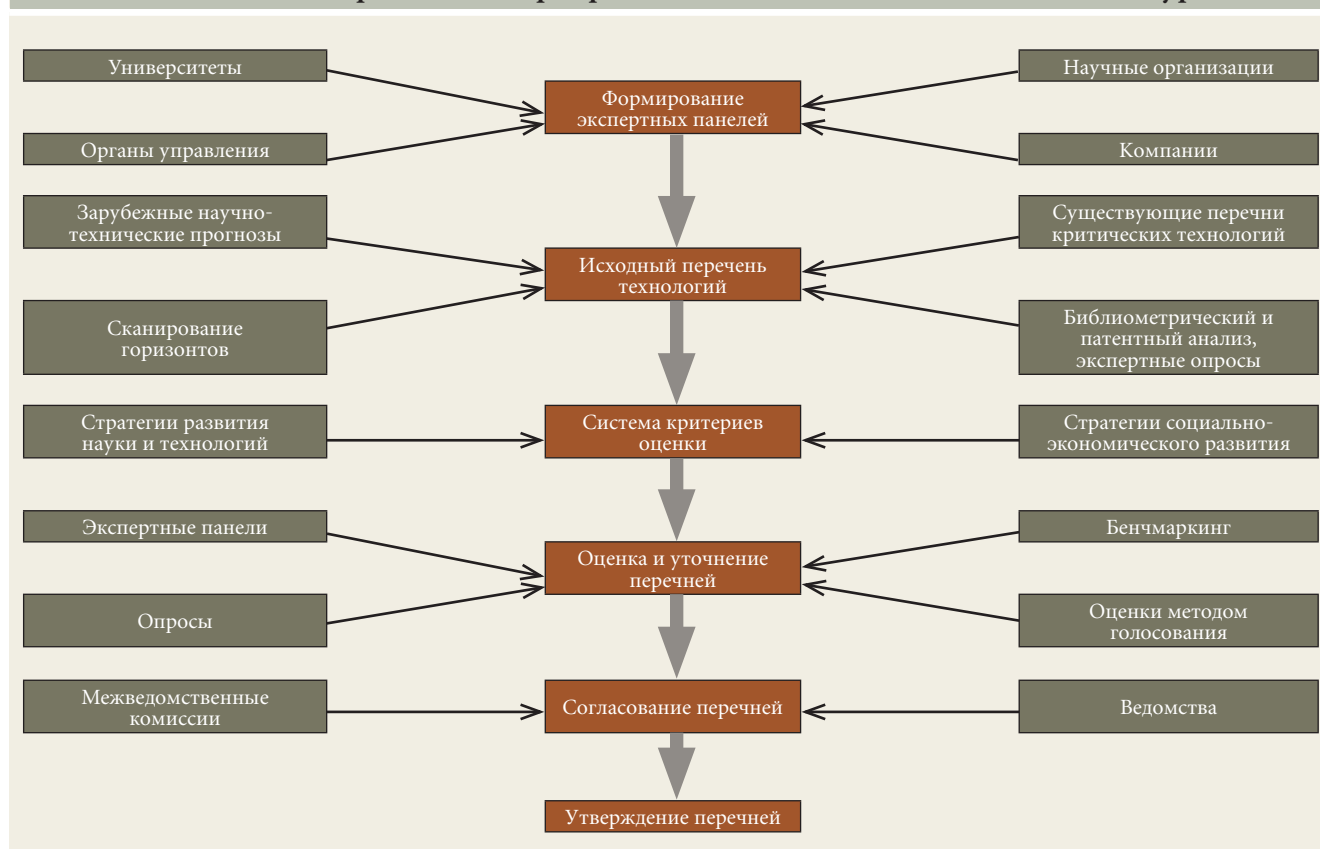 Университеты
Научные организации
Формирование
экспертных панелей
Органы управления
Компании
Зарубежные научно-
технические прогнозы
Существующие перечни
критических технологий
Исходный перечень
технологий
Сканирование
горизонтов
Библиометрический и
патентный анализ,
экспертные опросы
Стратегии развития
науки и технологий
Система критериев
оценки
Стратегии социально-
экономического развития
Экспертные панели
Бенчмаркинг
Оценка и уточнение
перечней
Опросы
Оценки методом
голосования
Межведомственные
комиссии
Согласование перечней
Ведомства
Утверждение перечней